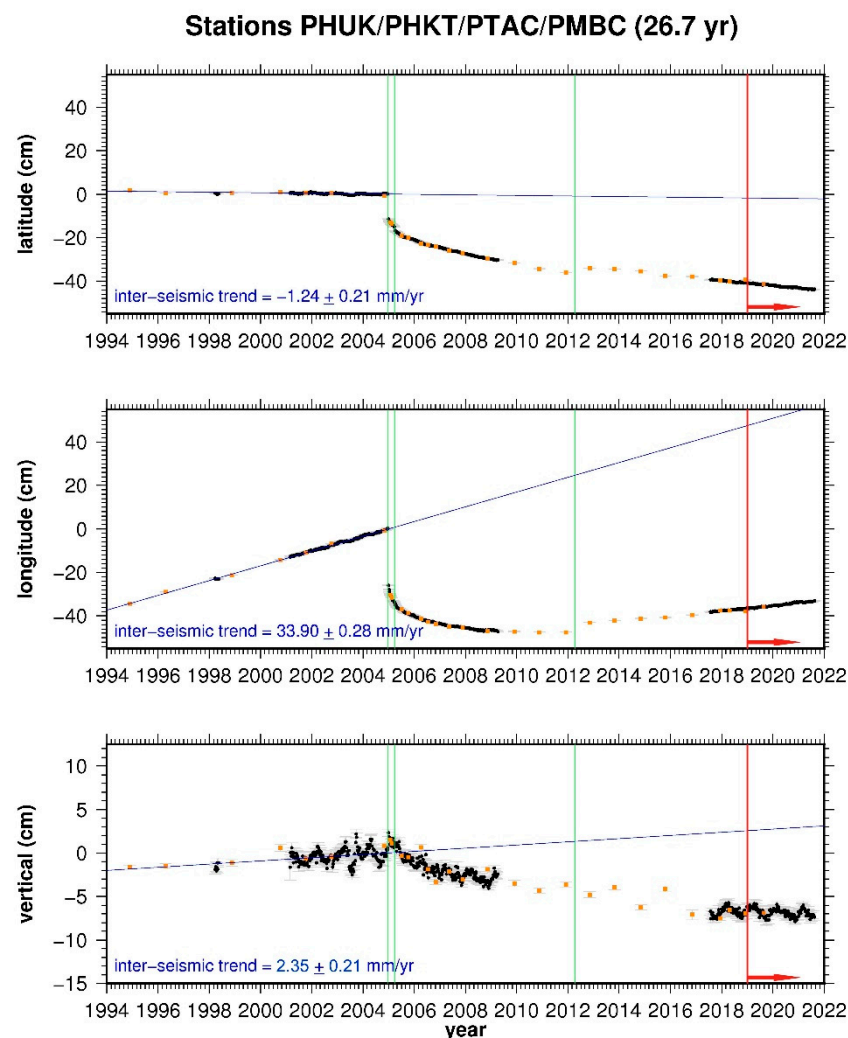 Stations PHUK/PHKT/PTAC/PMBC (26.7 yr)
latitude (cm)
40
20
0
−20
−40
inter−seismic trend = −1.24 ± 0.21 mm/yr
1994 1996 1998 2000 2002 2004 2006 2008 2010 2012 2014 2016 2018 2020 2022
longitude (cm)
40
20
0
−20
−40
inter−seismic trend = 33.90 ± 0.28 mm/yr
1994 1996 1998 2000 2002 2004 2006 2008 2010 2012 2014 2016 2018 2020 2022
vertical (cm)
10
5
0
−5
−10
−15
inter−seismic trend = 2.35 ± 0.21 mm/yr
1994 1996 1998 2000 2002 2004 2006 2008 2010 2012 2014 2016 2018 2020 2022
year